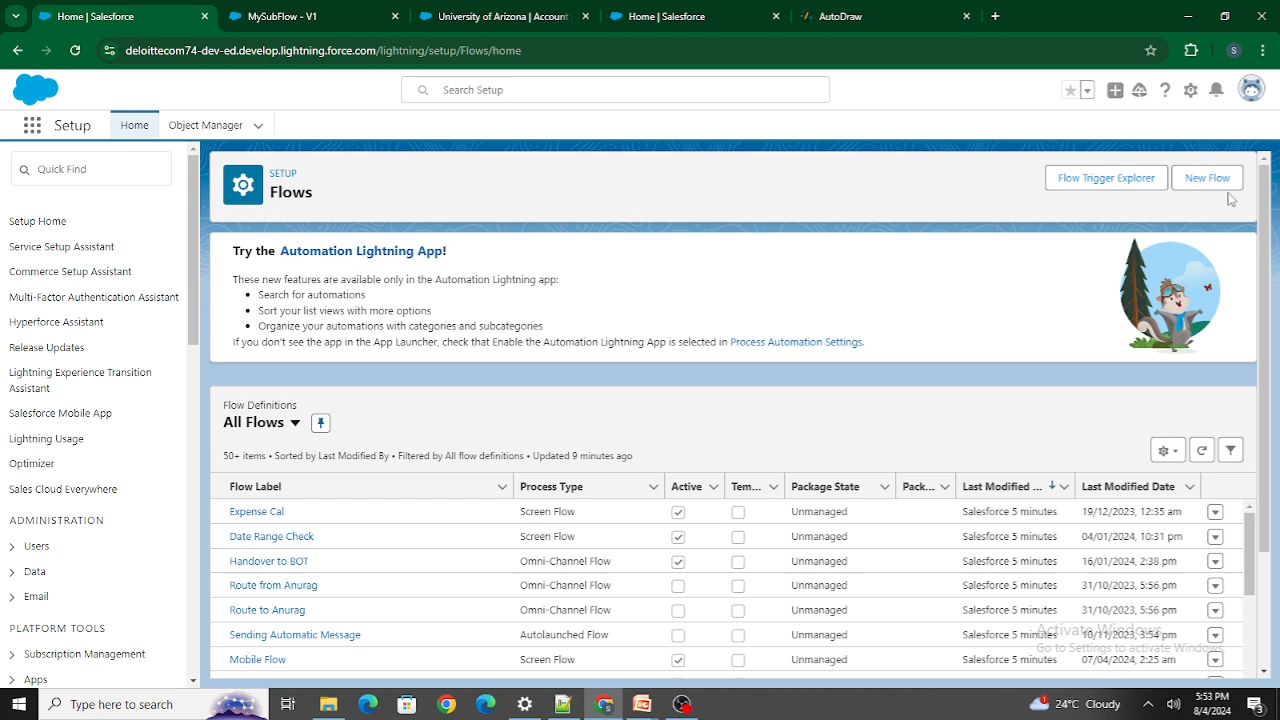 Home | Salesforce
MySubFlow - V1
University of Arizona | Account
Home | Salesforce
AutoDraw
deloittecom74-dev-ed.develop.lightning.force.com/lightning/setup/Flows/home
S
Search Setup
Setup
Home
Object Manager
Quick Find
Setup Home
Service Setup Assistant
Commerce Setup Assistant
Multi-Factor Authentication Assistant
Hyperforce Assistant
Release Updates
Lightning Experience Transition
Assistant
Salesforce Mobile App
Lightning Usage
Optimizer
Sales Cloud Everywhere
ADMINISTRATION
Users
Data
Email
PLATFORM TOOLS
Subscription Management
Apps
SETUP
Flows
Flow Trigger Explorer
New Flow
Try the Automation Lightning App!
These new features are available only in the Automation Lightning app:
• Search for automations
• Sort your list views with more options
• Organize your automations with categories and subcategories
If you don't see the app in the App Launcher, check that Enable the Automation Lightning App is selected in Process Automation Settings.
Flow Definitions
All Flows
50+ items • Sorted by Last Modified By • Filtered by All flow definitions • Updated 9 minutes ago
Flow Label Process Type Active Tem... Package State Pack... Last Modified ... Last Modified Date
Expense Cal Screen Flow Unmanaged Salesforce 5 minutes 19/12/2023, 12:35 am
Date Range Check Screen Flow Unmanaged Salesforce 5 minutes 04/01/2024, 10:31 pm
Handover to BOT Omni-Channel Flow Unmanaged Salesforce 5 minutes 16/01/2024, 2:38 pm
Route from Anurag Omni-Channel Flow Unmanaged Salesforce 5 minutes 31/10/2023, 5:56 pm
Route to Anurag Omni-Channel Flow Unmanaged Salesforce 5 minutes 31/10/2023, 5:56 pm
Sending Automatic Message Autolaunched Flow Unmanaged Salesforce 5 minutes 10/11/2023, 3:54 pm
Mobile Flow Screen Flow Unmanaged Salesforce 5 minutes 07/04/2024, 2:25 am
Activate Windows
Go to Settings to activate Windows.
Type here to search
24°C Cloudy
5:53 PM
8/4/2024